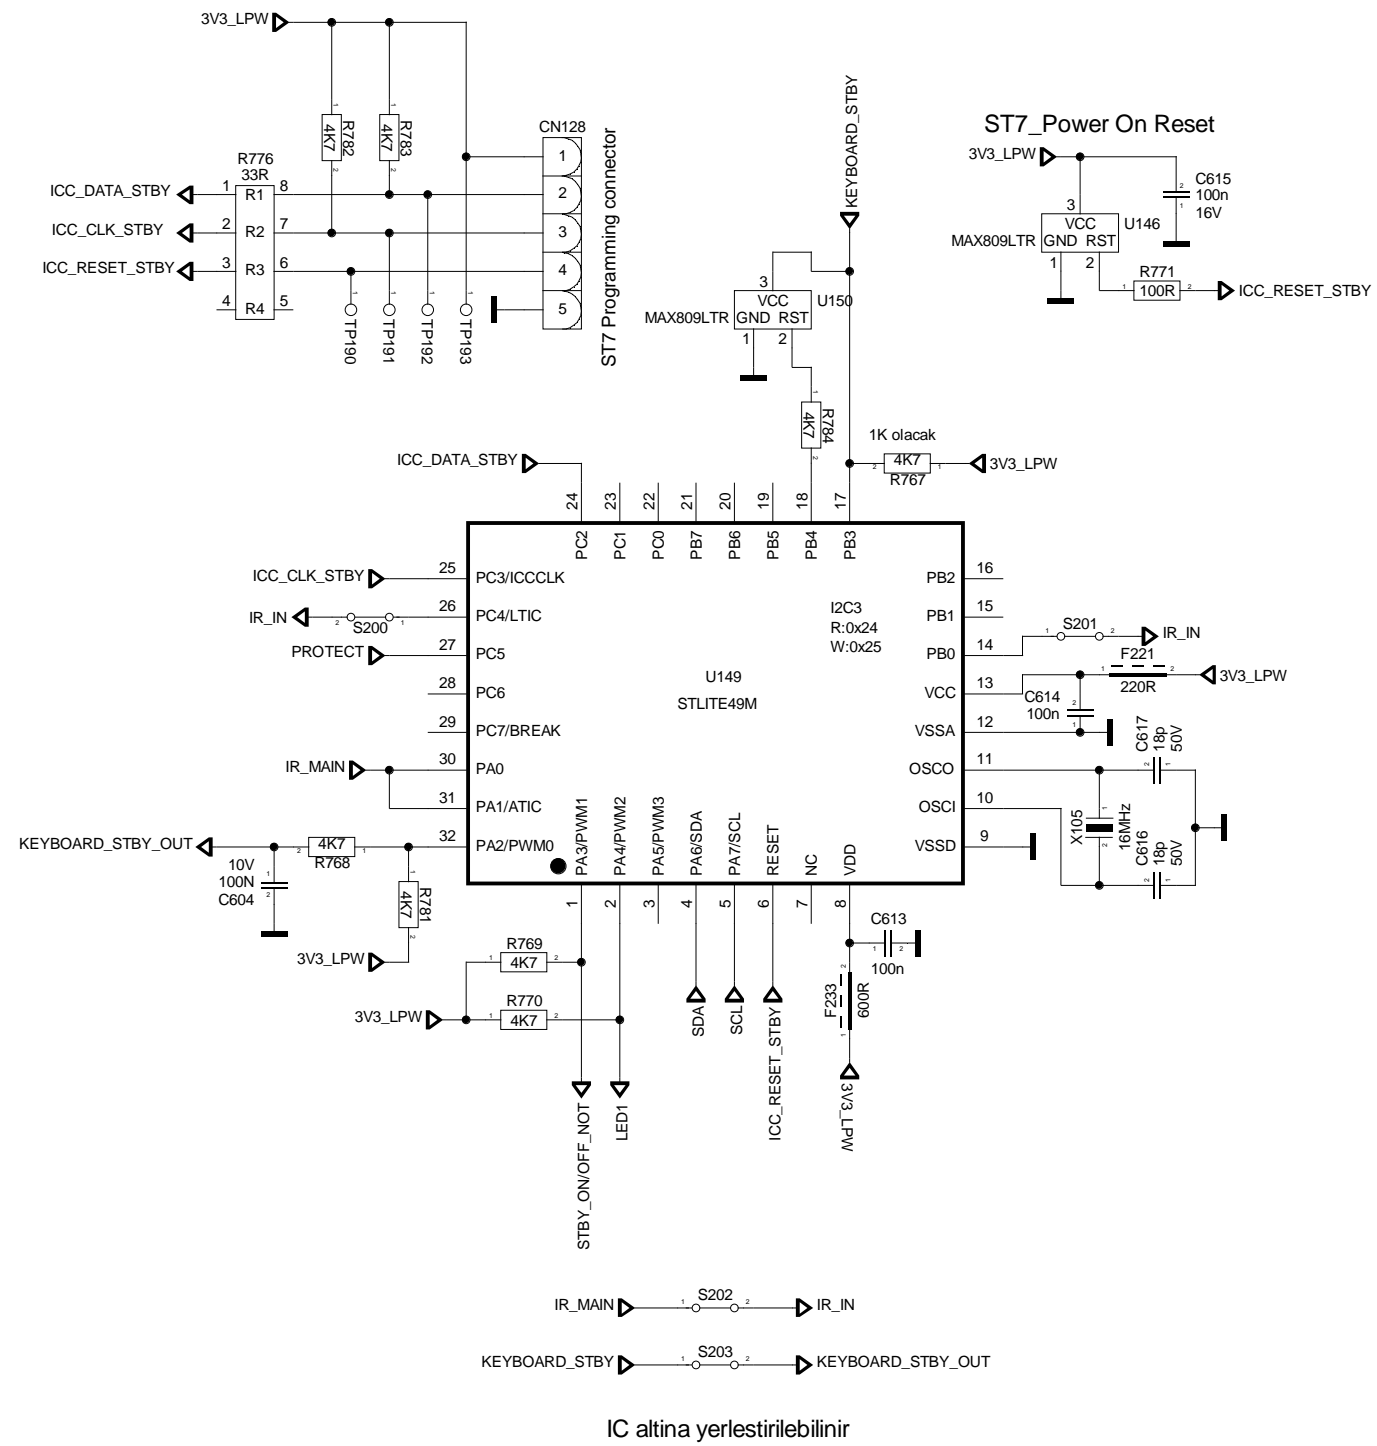 3V3_LPW
R782
4K7
R783
4K7
CN128
1
2
3
4
5
ST7 Programming connector
R776
33R
ICC_DATA_STBY
1 R1 8
ICC_CLK_STBY
2 R2 7
ICC_RESET_STBY
3 R3 6
4 R4 5
TP190
TP191
TP192
TP193
KEYBOARD_STBY
ST7_Power On Reset
3V3_LPW
C615
100n
16V
3
VCC
U146
MAX809LTR
GND RST
1 2
R771
100R
ICC_RESET_STBY
3
VCC
U150
MAX809LTR
GND RST
1 2
R784
4K7
1K olacak
4K7
R767
3V3_LPW
ICC_DATA_STBY
24 23 22 21 20 19 18 17
PC2 PC1 PC0 PB7 PB6 PB5 PB4 PB3
ICC_CLK_STBY
25 PC3/ICCCLK
IR_IN
S200
26 PC4/LTIC
PROTECT
27 PC5
28 PC6
29 PC7/BREAK
IR_MAIN
30 PA0
31 PA1/ATIC
32 PA2/PWM0
I2C3
R:0x24
W:0x25
U149
STLITE49M
PB2 16
PB1 15
PB0 14
VCC 13
VSSA 12
OSCO 11
OSCI 10
VSSD 9
S201
IR_IN
F221
220R
3V3_LPW
C614
100n
C617
18p
50V
X105
16MHz
C616
18p
50V
KEYBOARD_STBY_OUT
4K7
R768
10V
100N
C604
R781
4K7
3V3_LPW
PA3/PWM1 PA4/PWM2 PA5/PWM3 PA6/SDA PA7/SCL RESET NC VDD
1 2 3 4 5 6 7 8
R769
4K7
R770
4K7
3V3_LPW
STBY_ON/OFF_NOT
LED1
SDA
SCL
ICC_RESET_STBY
C613
100n
F233
600R
3V3_LPW
IR_MAIN S202 IR_IN
KEYBOARD_STBY S203 KEYBOARD_STBY_OUT
IC altina yerlestirilebilinir